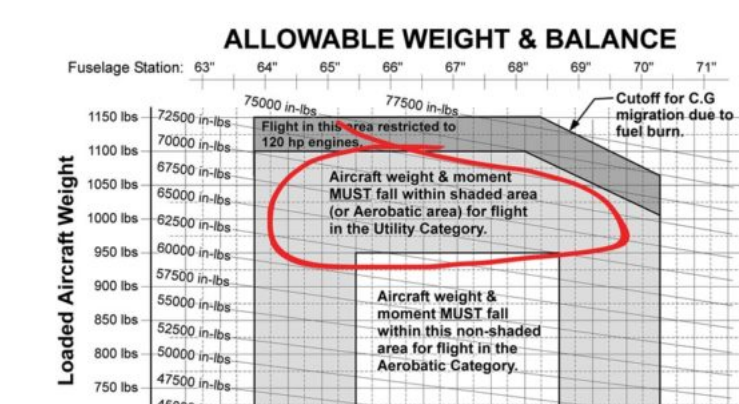 ALLOWABLE WEIGHT & BALANCE
Fuselage Station: 63" 64" 65" 66" 67" 68" 69" 70" 71"
75000 in-lbs 77500 in-lbs
Cutoff for C.G
migration due to
fuel burn.
Loaded Aircraft Weight
1150 lbs 72500 in-lbs
1100 lbs 70000 in-lbs
67500 in-lbs
1050 lbs 65000 in-lbs
1000 lbs 62500 in-lbs
950 lbs 60000 in-lbs
57500 in-lbs
900 lbs 55000 in-lbs
850 lbs 52500 in-lbs
800 lbs 50000 in-lbs
750 lbs 47500 in-lbs
Flight in this area restricted to
120 hp engines.
Aircraft weight & moment
MUST fall within shaded area
(or Aerobatic area) for flight
in the Utility Category.
Aircraft weight &
moment MUST fall
within this non-shaded
area for flight in the
Aerobatic Category.